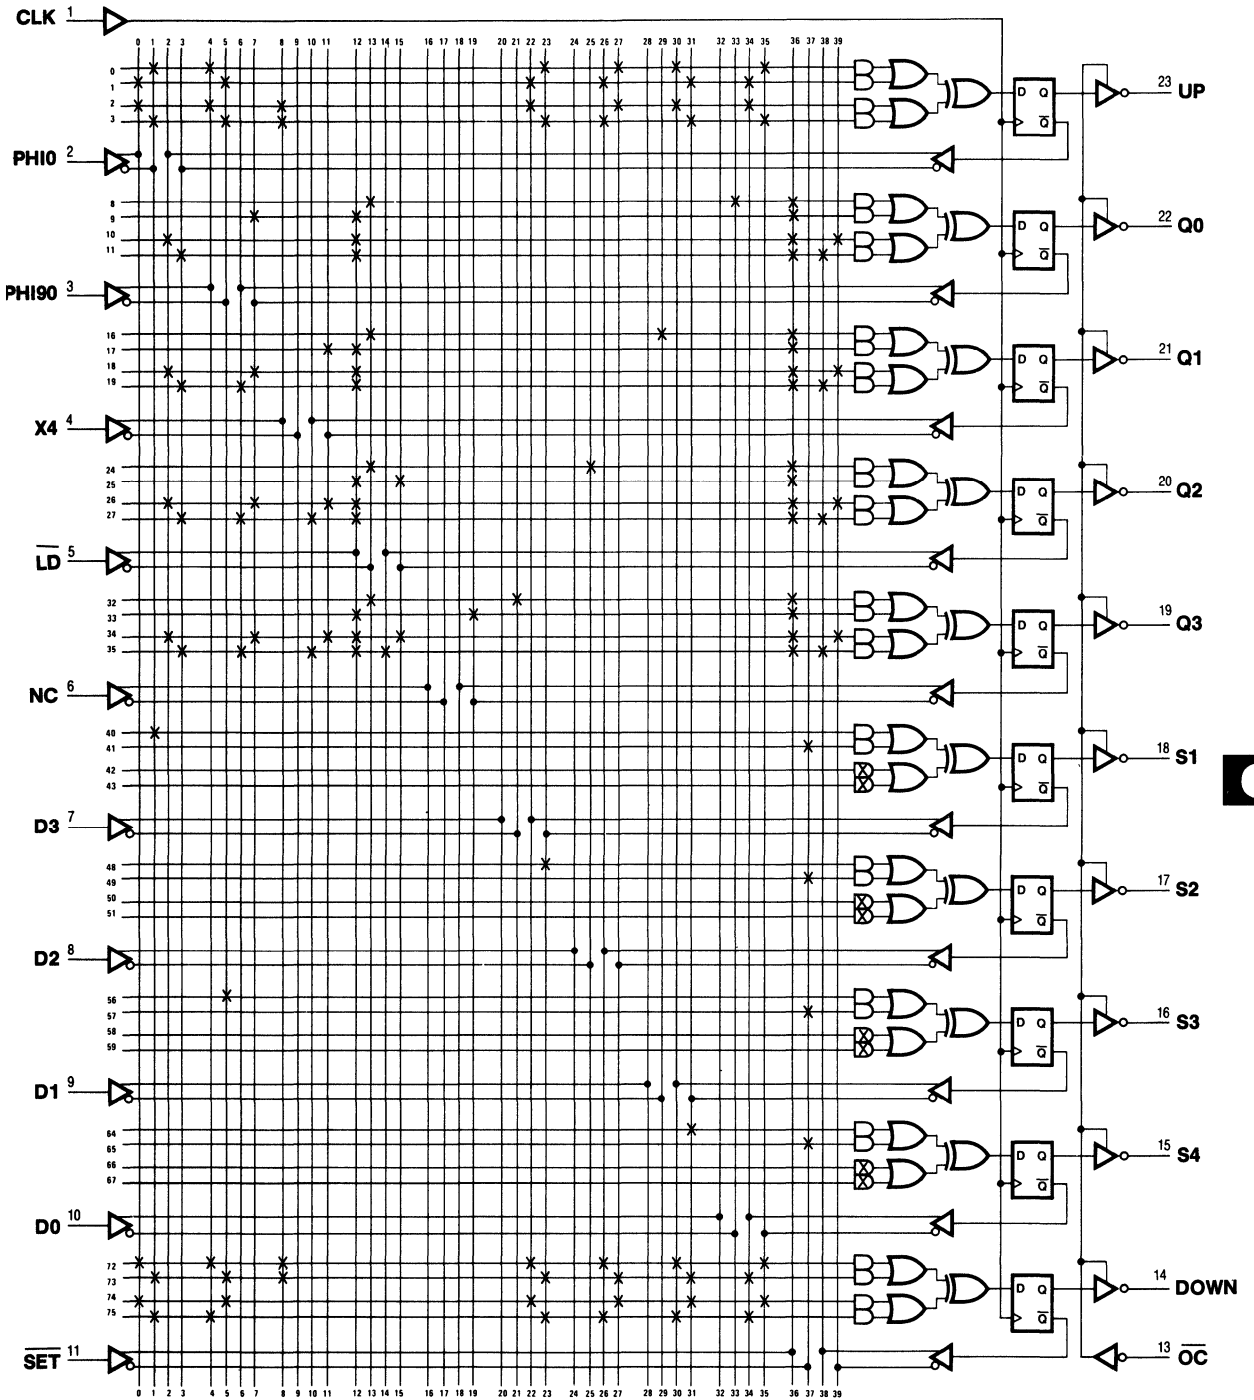 CLK 1
0 1 2 3 4 5 6 7 8 9 10 11 12 13 14 15 16 17 18 19 20 21 22 23 24 25 26 27 28 29 30 31 32 33 34 35 36 37 38 39
0
1
2
3
D Q
Q̅
23 UP
PHI0 2
8
9
10
11
D Q
Q̅
22 Q0
PHI90 3
16
17
18
19
D Q
Q̅
21 Q1
X4 4
24
25
26
27
D Q
Q̅
20 Q2
L̅D̅ 5
32
33
34
35
D Q
Q̅
19 Q3
NC 6
40
41
42
43
D Q
Q̅
18 S1
D3 7
48
49
50
51
D Q
Q̅
17 S2
D2 8
56
57
58
59
D Q
Q̅
16 S3
D1 9
64
65
66
67
D Q
Q̅
15 S4
D0 10
72
73
74
75
D Q
Q̅
14 DOWN
S̅E̅T̅ 11
13 O̅C̅
0 1 2 3 4 5 6 7 8 9 10 11 12 13 14 15 16 17 18 19 20 21 22 23 24 25 26 27 28 29 30 31 32 33 34 35 36 37 38 39